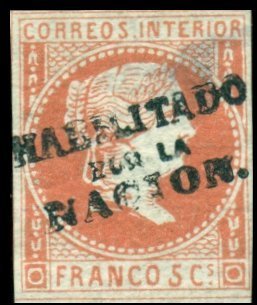 CORREOS INTERIOR
HABILITADO
POR LA
NACION.
FRANCO 5 Cs